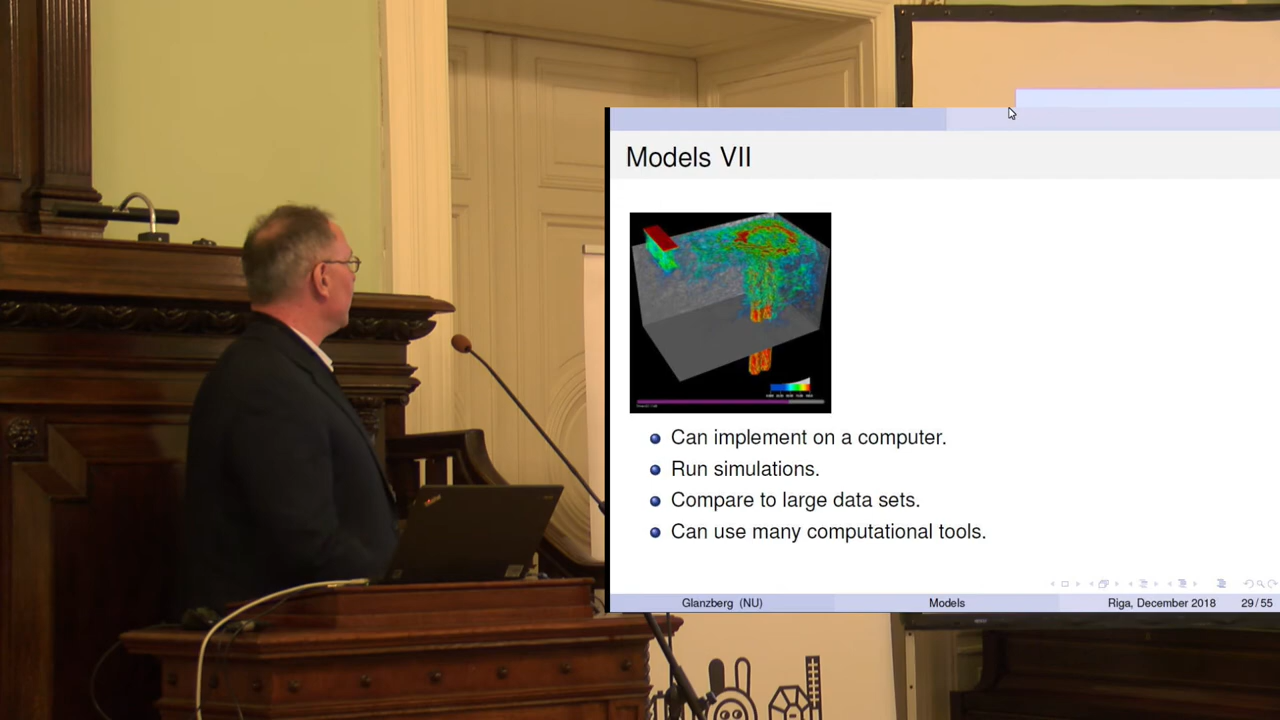 Models VII
Can implement on a computer.
Run simulations.
Compare to large data sets.
Can use many computational tools.
Glanzberg (NU) Models Riga, December 2018 29/55